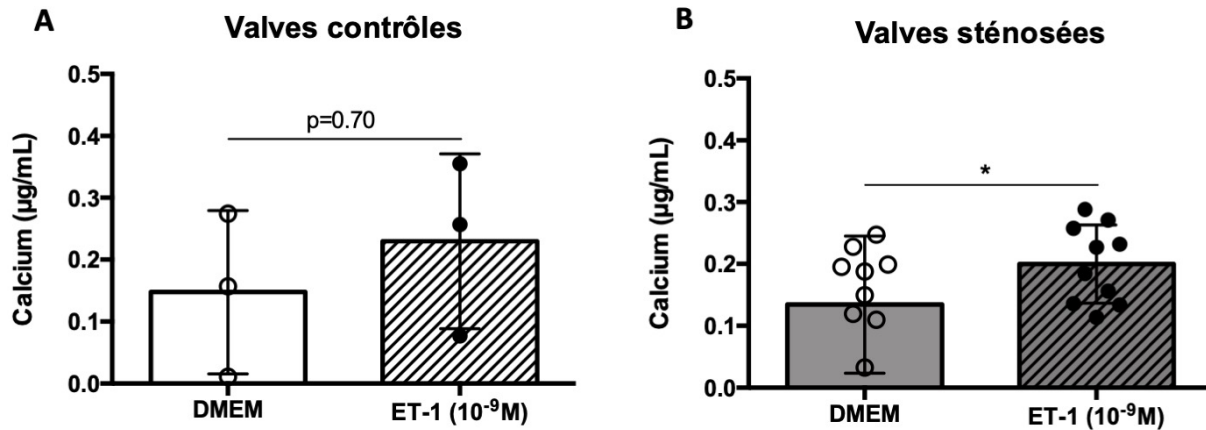 A
Valves contrôles
Calcium (µg/mL)
0.5
0.4
0.3
0.2
0.1
0.0
p=0.70
DMEM
ET-1 (10⁻⁹M)
B
Valves sténosées
Calcium (µg/mL)
0.5
0.4
0.3
0.2
0.1
0.0
*
DMEM
ET-1 (10⁻⁹M)